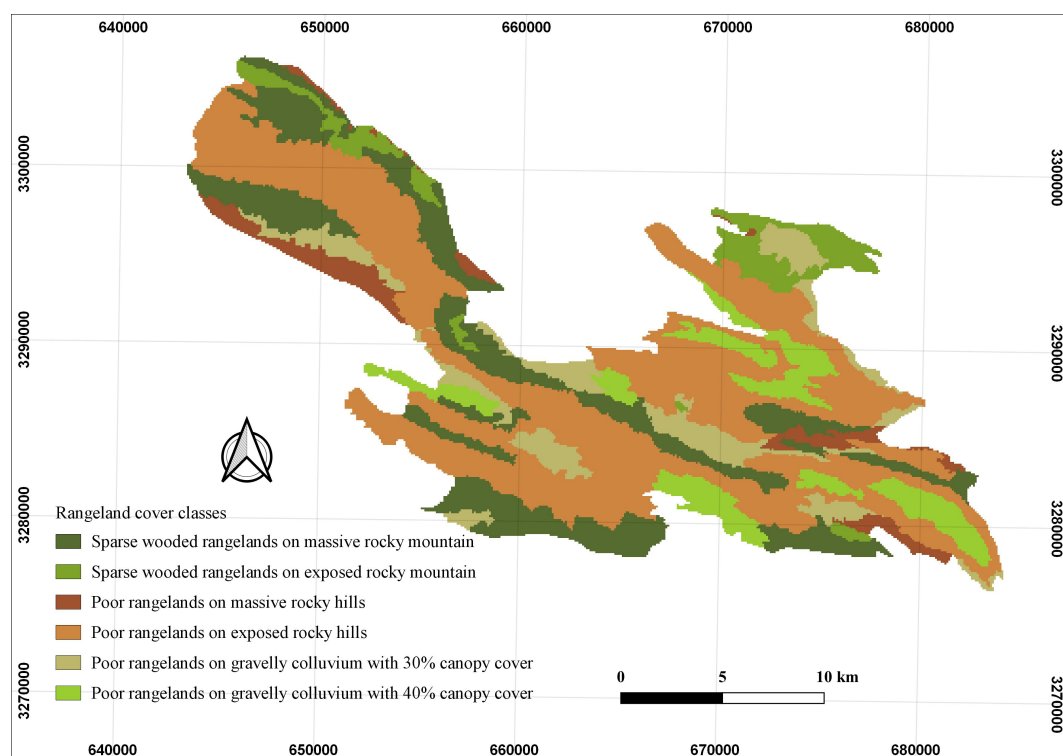 640000 650000 660000 670000 680000
3300000 3300000
3290000 3290000
3280000 3280000
Rangeland cover classes
Sparse wooded rangelands on massive rocky mountain
Sparse wooded rangelands on exposed rocky mountain
Poor rangelands on massive rocky hills
Poor rangelands on exposed rocky hills
Poor rangelands on gravelly colluvium with 30% canopy cover
Poor rangelands on gravelly colluvium with 40% canopy cover
0 5 10 km
3270000 3270000
640000 650000 660000 670000 680000